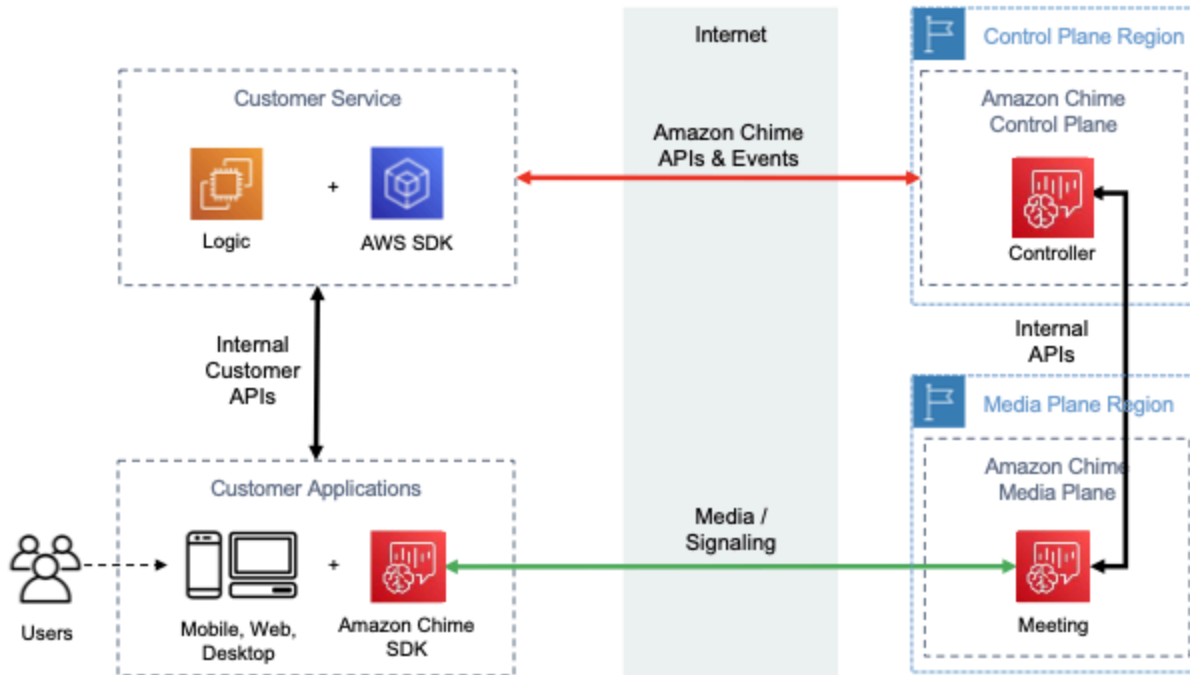 Internet
Control Plane Region
Customer Service
Amazon Chime
Control Plane
Amazon Chime
APIs & Events
+
Logic
AWS SDK
Controller
Internal
Customer
APIs
Internal
APIs
Media Plane Region
Customer Applications
Amazon Chime
Media Plane
Media /
Signaling
+
Users
Mobile, Web,
Desktop
Amazon Chime
SDK
Meeting